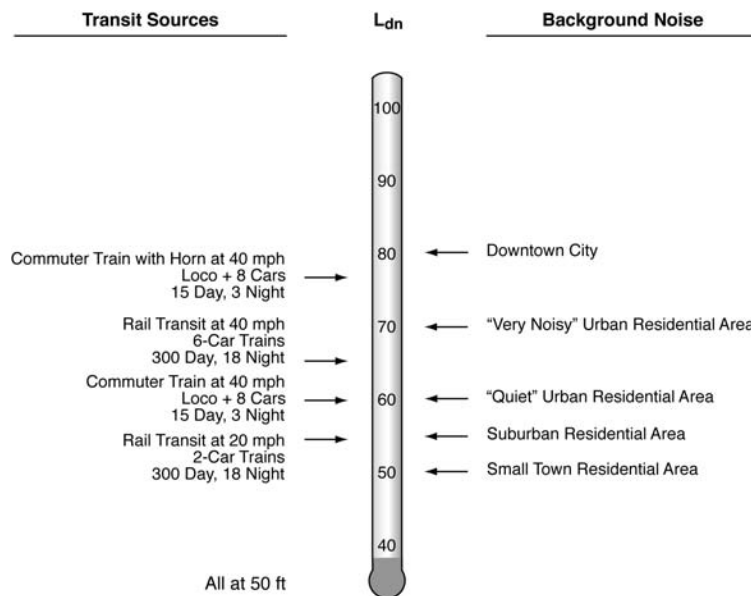 Transit Sources
Ldn
Background Noise
100
90
80
70
60
50
40
Commuter Train with Horn at 40 mph
Loco + 8 Cars
15 Day, 3 Night
Rail Transit at 40 mph
6-Car Trains
300 Day, 18 Night
Commuter Train at 40 mph
Loco + 8 Cars
15 Day, 3 Night
Rail Transit at 20 mph
2-Car Trains
300 Day, 18 Night
All at 50 ft
Downtown City
“Very Noisy” Urban Residential Area
“Quiet” Urban Residential Area
Suburban Residential Area
Small Town Residential Area